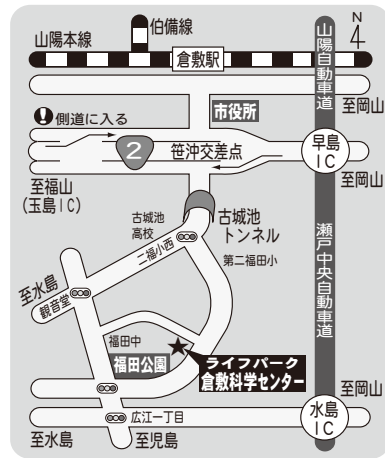 伯備線
N
4
山陽本線
倉敷駅
山陽自動車道
市役所
至岡山
!側道に入る
2
笹沖交差点
早島
IC
至福山
(玉島IC)
至岡山
古城池
高校
古城池
トンネル
二福小西
第二福田小
瀬戸中央自動車道
至水島
観音堂
福田中
福田公園
ライフパーク
倉敷科学センター
至岡山
広江一丁目
水島
IC
至水島
至児島